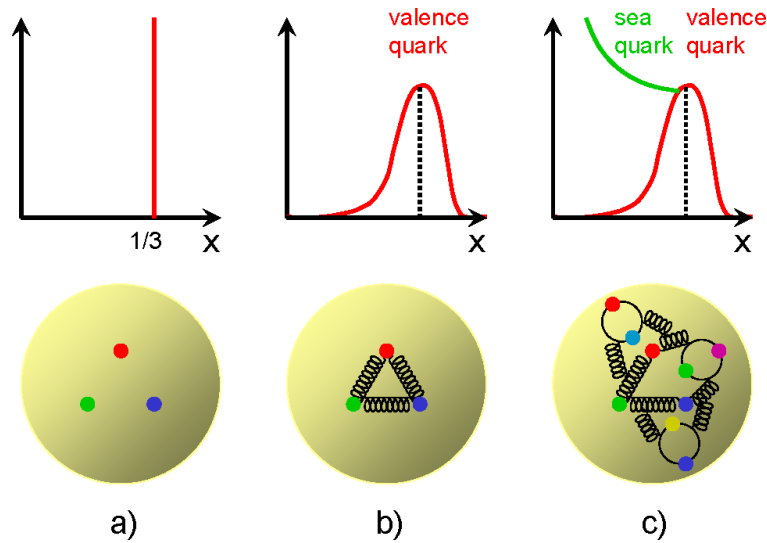 valence
quark
sea
quark
valence
quark
1/3
x
x
x
a)
b)
c)